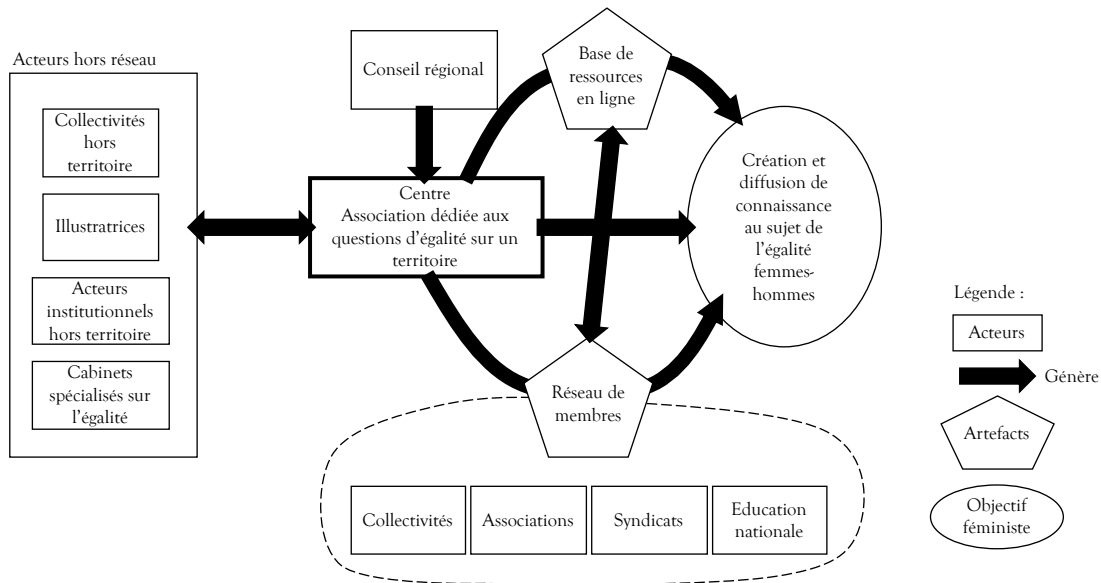 Acteurs hors réseau
Collectivités
hors
territoire
Illustratrices
Acteurs
institutionnels
hors territoire
Cabinets
spécialisés sur
l'égalité
Conseil régional
Centre
Association dédiée aux
questions d'égalité sur un
territoire
Base de
ressources
en ligne
Création et
diffusion de
connaissance
au sujet de
l'égalité
femmes-
hommes
Réseau de
membres
Collectivités
Associations
Syndicats
Education
nationale
Légende :
Acteurs
Génère
Artefacts
Objectif
féministe